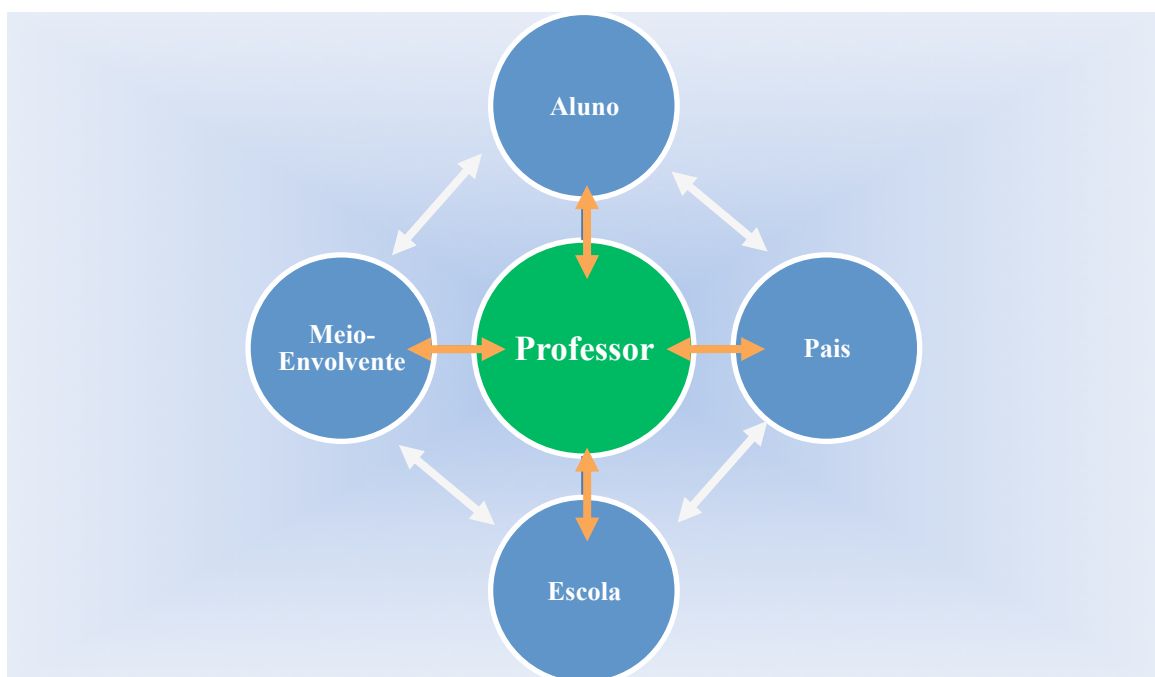 Aluno
Meio-
Envolvente
Professor
Pais
Escola